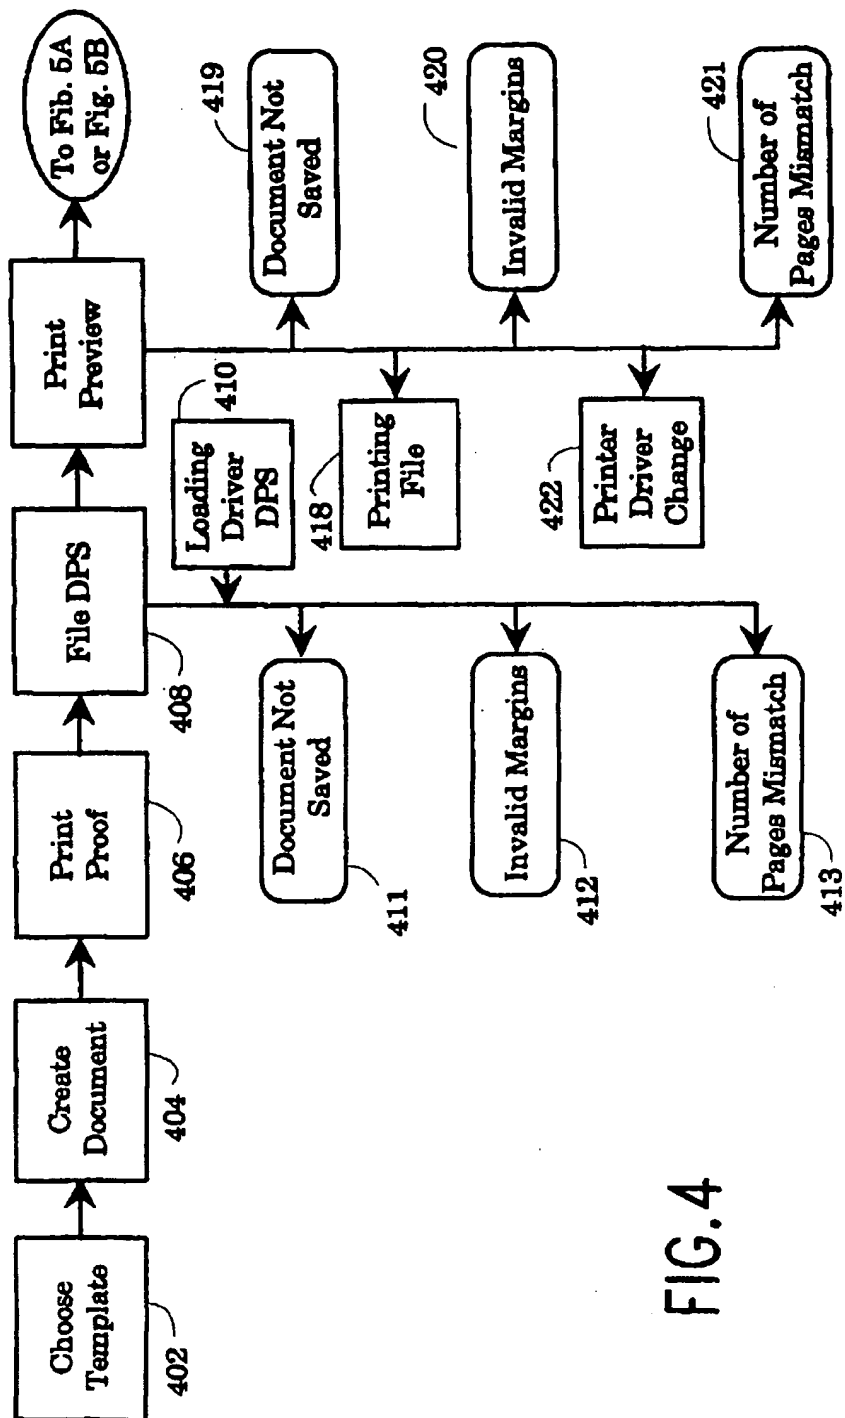 Choose
Template
402
Create
Document
404
Print
Proof
406
File DPS
408
Print
Preview
To Fib. 5A
or Fig. 5B
Loading
Driver
DPS
410
Document Not
Saved
411
Invalid Margins
412
Number of
Pages Mismatch
413
Printing
File
418
Printer
Driver
Change
422
Document Not
Saved
419
Invalid Margins
420
Number of
Pages Mismatch
421
FIG.4